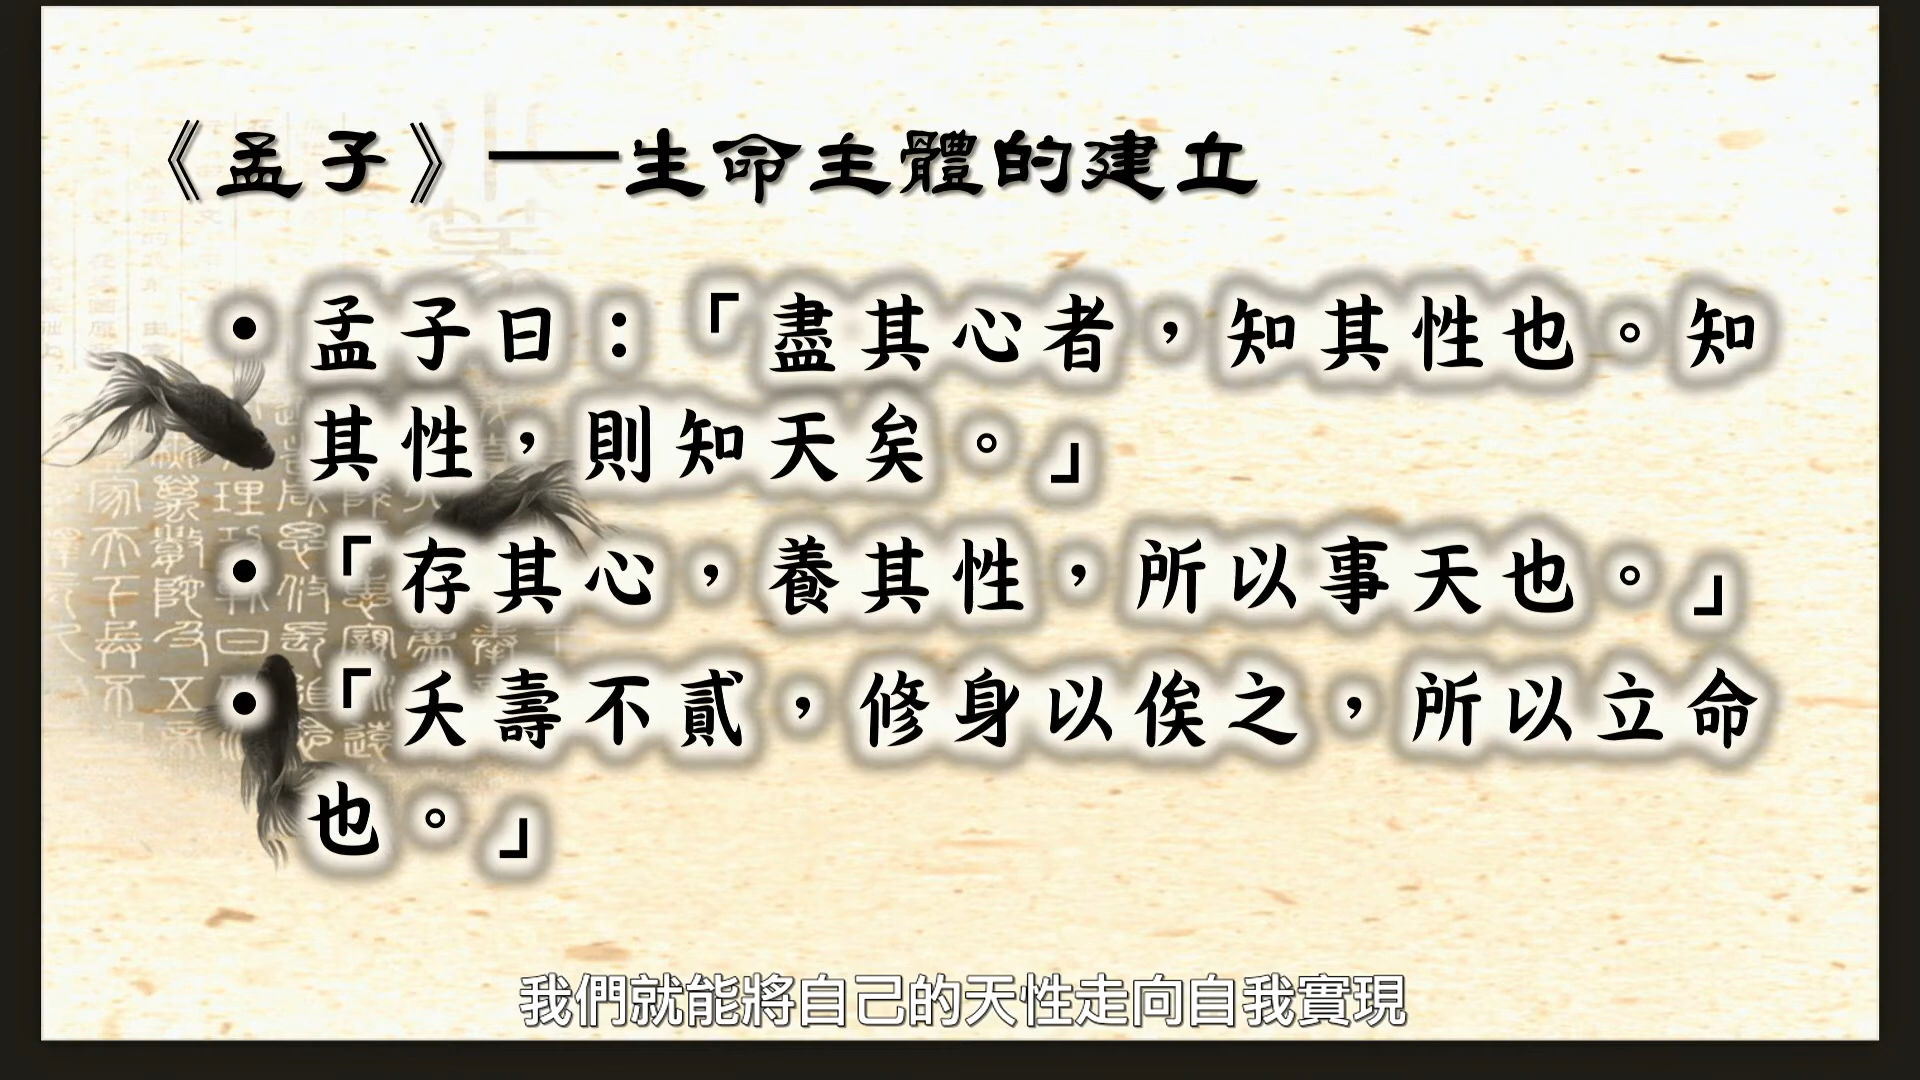 《孟子》──生命主體的建立
• 孟子曰：「盡其心者，知其性也。知
其性，則知天矣。」
• 「存其心，養其性，所以事天也。」
• 「夭壽不貳，修身以俟之，所以立命
也。」
我們就能將自己的天性走向自我實現